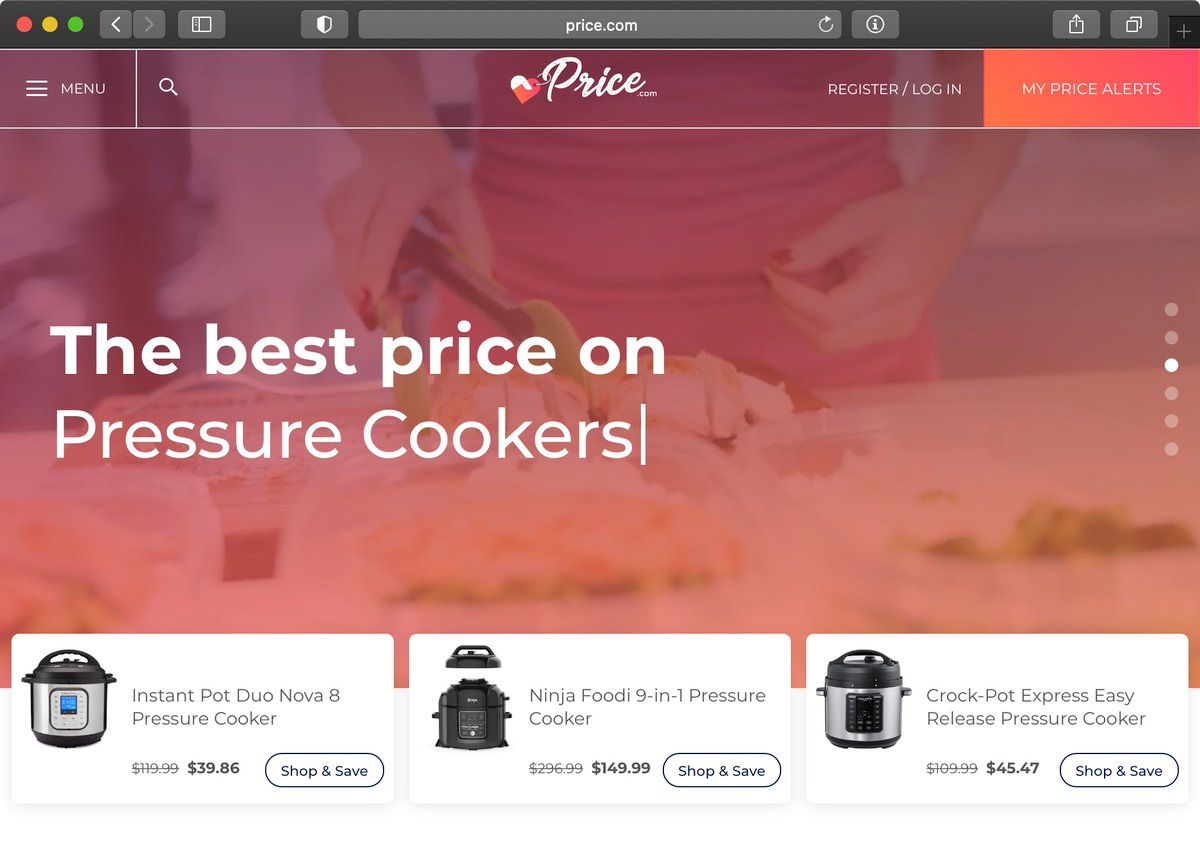 price.com
MENU
Price.com
REGISTER / LOG IN
MY PRICE ALERTS
The best price on
Pressure Cookers|
Instant Pot Duo Nova 8
Pressure Cooker
$119.99 $39.86
Shop & Save
Ninja Foodi 9-in-1 Pressure
Cooker
$296.99 $149.99
Shop & Save
Crock-Pot Express Easy
Release Pressure Cooker
$109.99 $45.47
Shop & Save